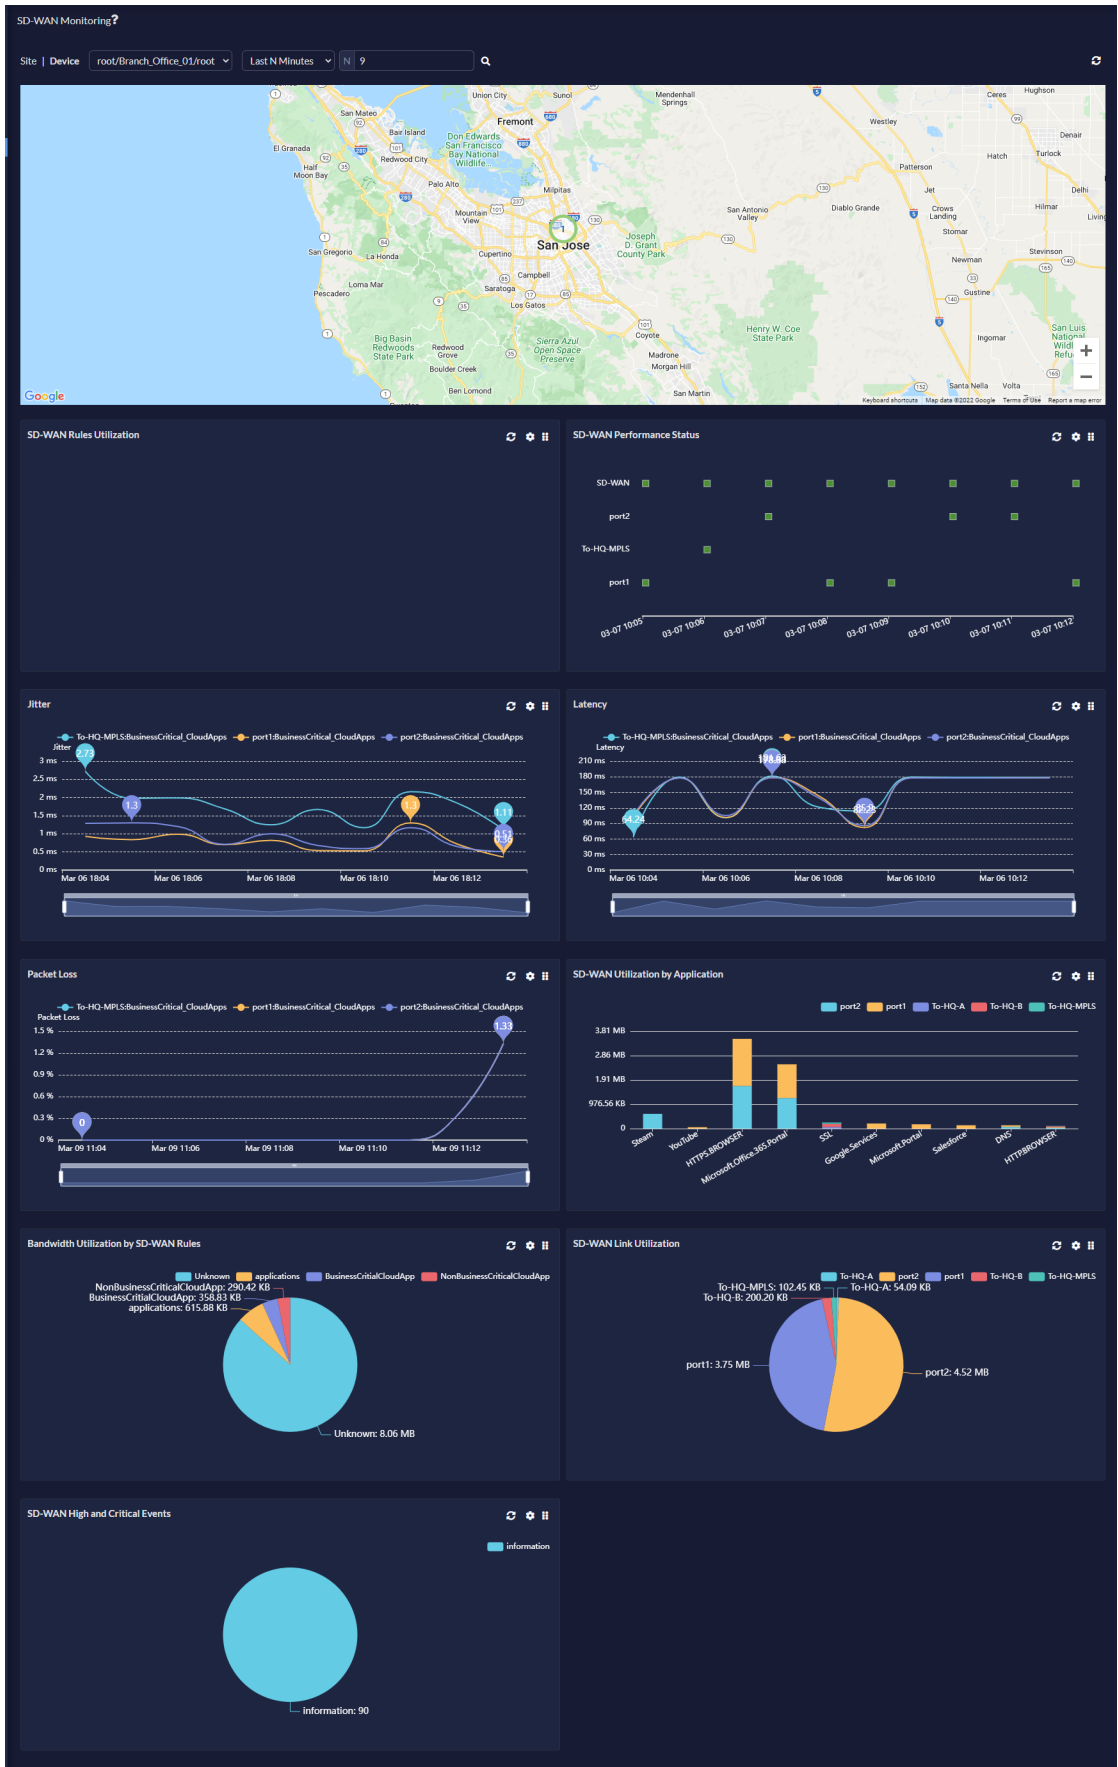 SD-WAN Monitoring?
Site | Device root/Branch_Office_01/root Last N Minutes N 9
Union City Sunol Mendenhall Springs Ceres Hughson
San Mateo Fremont Westley Denair
Bair Island Don Edwards San Francisco Bay National Wildlife...
El Granada Redwood City Hatch Turlock
Half Moon Bay Patterson
Palo Alto Milpitas Jet Delhi
Mountain View San Antonio Valley Diablo Grande Crows Landing Hilmar Livin
1 San Jose Joseph D. Grant County Park Stomar
San Gregorio La Honda Cupertino Newman Stevinson
Loma Mar Campbell
Pescadero Saratoga Gustine
Los Gatos
Big Basin Redwoods State Park Redwood Grove Sierra Azul Open Space Preserve Coyote Henry W. Coe State Park Ingomar San Luis National Wildl Refu
Madrone
Boulder Creek Morgan Hill
Ben Lomond San Martin Santa Nella Volta
Google Keyboard shortcuts Map data ©2022 Google Terms of Use Report a map error
SD-WAN Rules Utilization
SD-WAN Performance Status
SD-WAN
port2
To-HQ-MPLS
port1
03-07 10:05 03-07 10:06 03-07 10:07 03-07 10:08 03-07 10:09 03-07 10:10 03-07 10:11 03-07 10:12
Jitter
To-HQ-MPLS:BusinessCritical_CloudApps port1:BusinessCritical_CloudApps port2:BusinessCritical_CloudApps
Jitter
2.73
3 ms
2.5 ms
2 ms
1.3 1.3 1.11
1.5 ms
1 ms
0.51
0.36
0.5 ms
0 ms
Mar 06 18:04 Mar 06 18:06 Mar 06 18:08 Mar 06 18:10 Mar 06 18:12
Latency
To-HQ-MPLS:BusinessCritical_CloudApps port1:BusinessCritical_CloudApps port2:BusinessCritical_CloudApps
Latency
210 ms
180 ms
150 ms
120 ms
64.24
90 ms
60 ms
30 ms
0 ms
Mar 06 10:04 Mar 06 10:06 Mar 06 10:08 Mar 06 10:10 Mar 06 10:12
Packet Loss
To-HQ-MPLS:BusinessCritical_CloudApps port1:BusinessCritical_CloudApps port2:BusinessCritical_CloudApps
Packet Loss
1.33
1.5 %
1.2 %
0.9 %
0.6 %
0.3 %
0
0 %
Mar 09 11:04 Mar 09 11:06 Mar 09 11:08 Mar 09 11:10 Mar 09 11:12
SD-WAN Utilization by Application
port2 port1 To-HQ-A To-HQ-B To-HQ-MPLS
3.81 MB
2.86 MB
1.91 MB
976.56 KB
0
Steam YouTube HTTPS.BROWSER Microsoft.Office.365.Portal SSL Google.Services Microsoft.Portal Salesforce DNS HTTP.BROWSER
Bandwidth Utilization by SD-WAN Rules
Unknown applications BusinessCritialCloudApp NonBusinessCriticalCloudApp
NonBusinessCriticalCloudApp: 290.42 KB
BusinessCritialCloudApp: 358.83 KB
applications: 615.88 KB
Unknown: 8.06 MB
SD-WAN Link Utilization
To-HQ-A port2 port1 To-HQ-B To-HQ-MPLS
To-HQ-MPLS: 102.45 KB To-HQ-A: 54.09 KB
To-HQ-B: 200.20 KB
port1: 3.75 MB
port2: 4.52 MB
SD-WAN High and Critical Events
information
information: 90